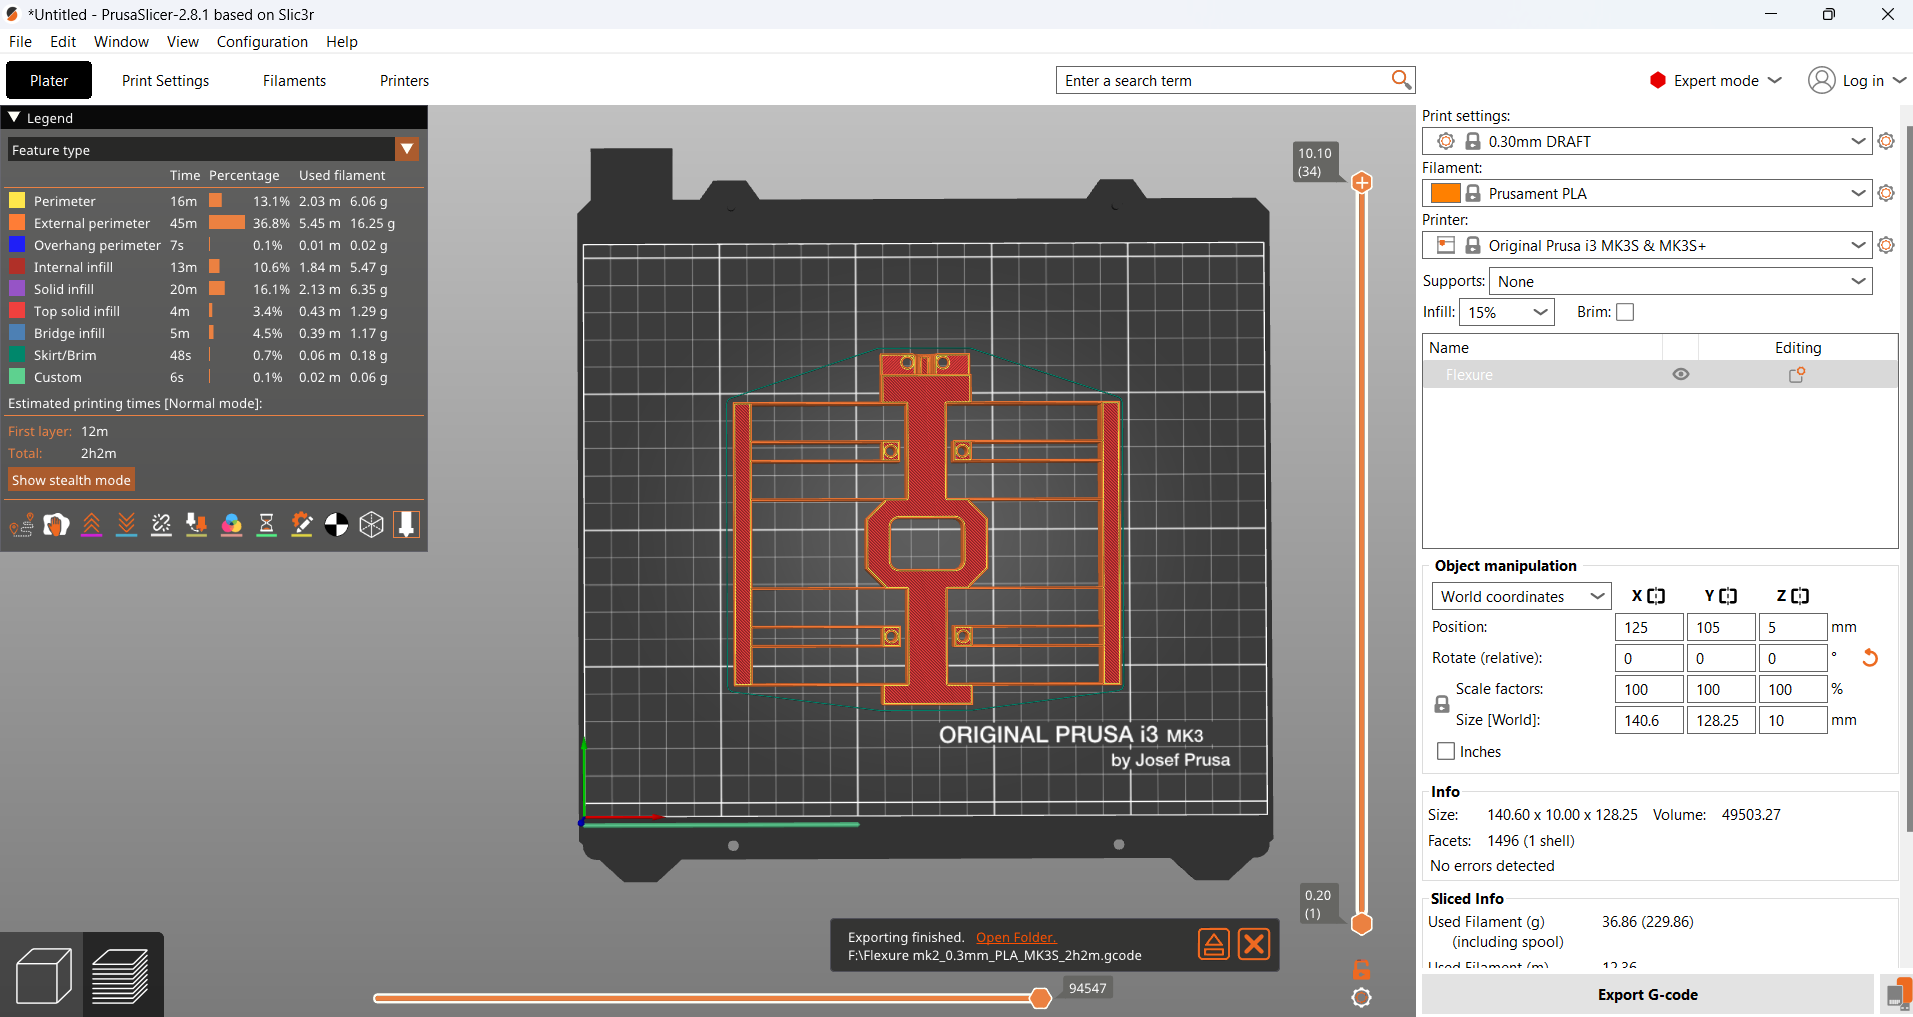 *Untitled - PrusaSlicer-2.8.1 based on Slic3r
File Edit Window View Configuration Help
Plater Print Settings Filaments Printers
Enter a search term
Expert mode
Log in
Legend
Feature type
Time Percentage Used filament
Perimeter 16m 13.1% 2.03 m 6.06 g
External perimeter 45m 36.8% 5.45 m 16.25 g
Overhang perimeter 7s 0.1% 0.01 m 0.02 g
Internal infill 13m 10.6% 1.84 m 5.47 g
Solid infill 20m 16.1% 2.13 m 6.35 g
Top solid infill 4m 3.4% 0.43 m 1.29 g
Bridge infill 5m 4.5% 0.39 m 1.17 g
Skirt/Brim 48s 0.7% 0.06 m 0.18 g
Custom 6s 0.1% 0.02 m 0.06 g
Estimated printing times [Normal mode]:
First layer: 12m
Total: 2h2m
Show stealth mode
10.10
(34)
ORIGINAL PRUSA i3 MK3
by Josef Prusa
0.20
(1)
Exporting finished. Open Folder.
F:\Flexure mk2_0.3mm_PLA_MK3S_2h2m.gcode
94547
Print settings:
0.30mm DRAFT
Filament:
Prusament PLA
Printer:
Original Prusa i3 MK3S & MK3S+
Supports: None
Infill: 15% Brim:
Name Editing
Flexure
Object manipulation
World coordinates X Y Z
Position: 125 105 5 mm
Rotate (relative): 0 0 0 °
Scale factors: 100 100 100 %
Size [World]: 140.6 128.25 10 mm
Inches
Info
Size: 140.60 x 10.00 x 128.25 Volume: 49503.27
Facets: 1496 (1 shell)
No errors detected
Sliced Info
Used Filament (g) 36.86 (229.86)
(including spool)
Used Filament (m) 12.36
Export G-code